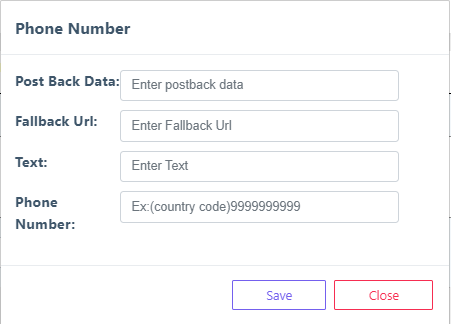 Phone Number
Post Back Data: Enter postback data
Fallback Url: Enter Fallback Url
Text: Enter Text
Phone
Number: Ex:(country code)9999999999
Save Close